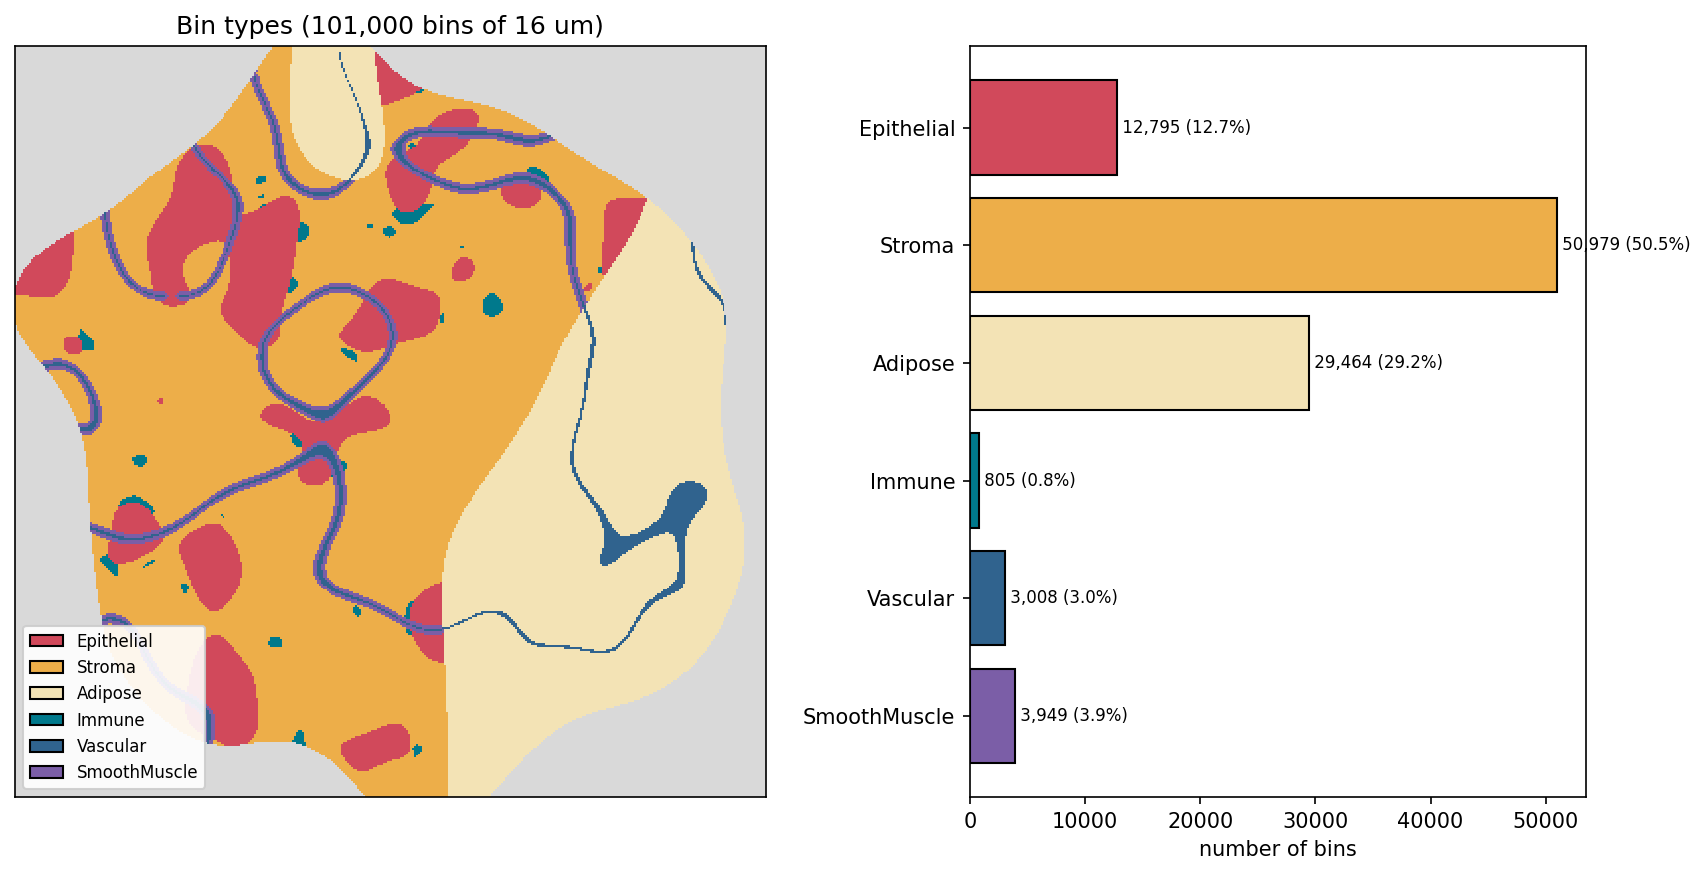 Bin types (101,000 bins of 16 um)
Epithelial
Stroma
Adipose
Immune
Vascular
SmoothMuscle
Epithelial
12,795 (12.7%)
Stroma
50,979 (50.5%)
Adipose
29,464 (29.2%)
Immune
805 (0.8%)
Vascular
3,008 (3.0%)
SmoothMuscle
3,949 (3.9%)
0 10000 20000 30000 40000 50000
number of bins